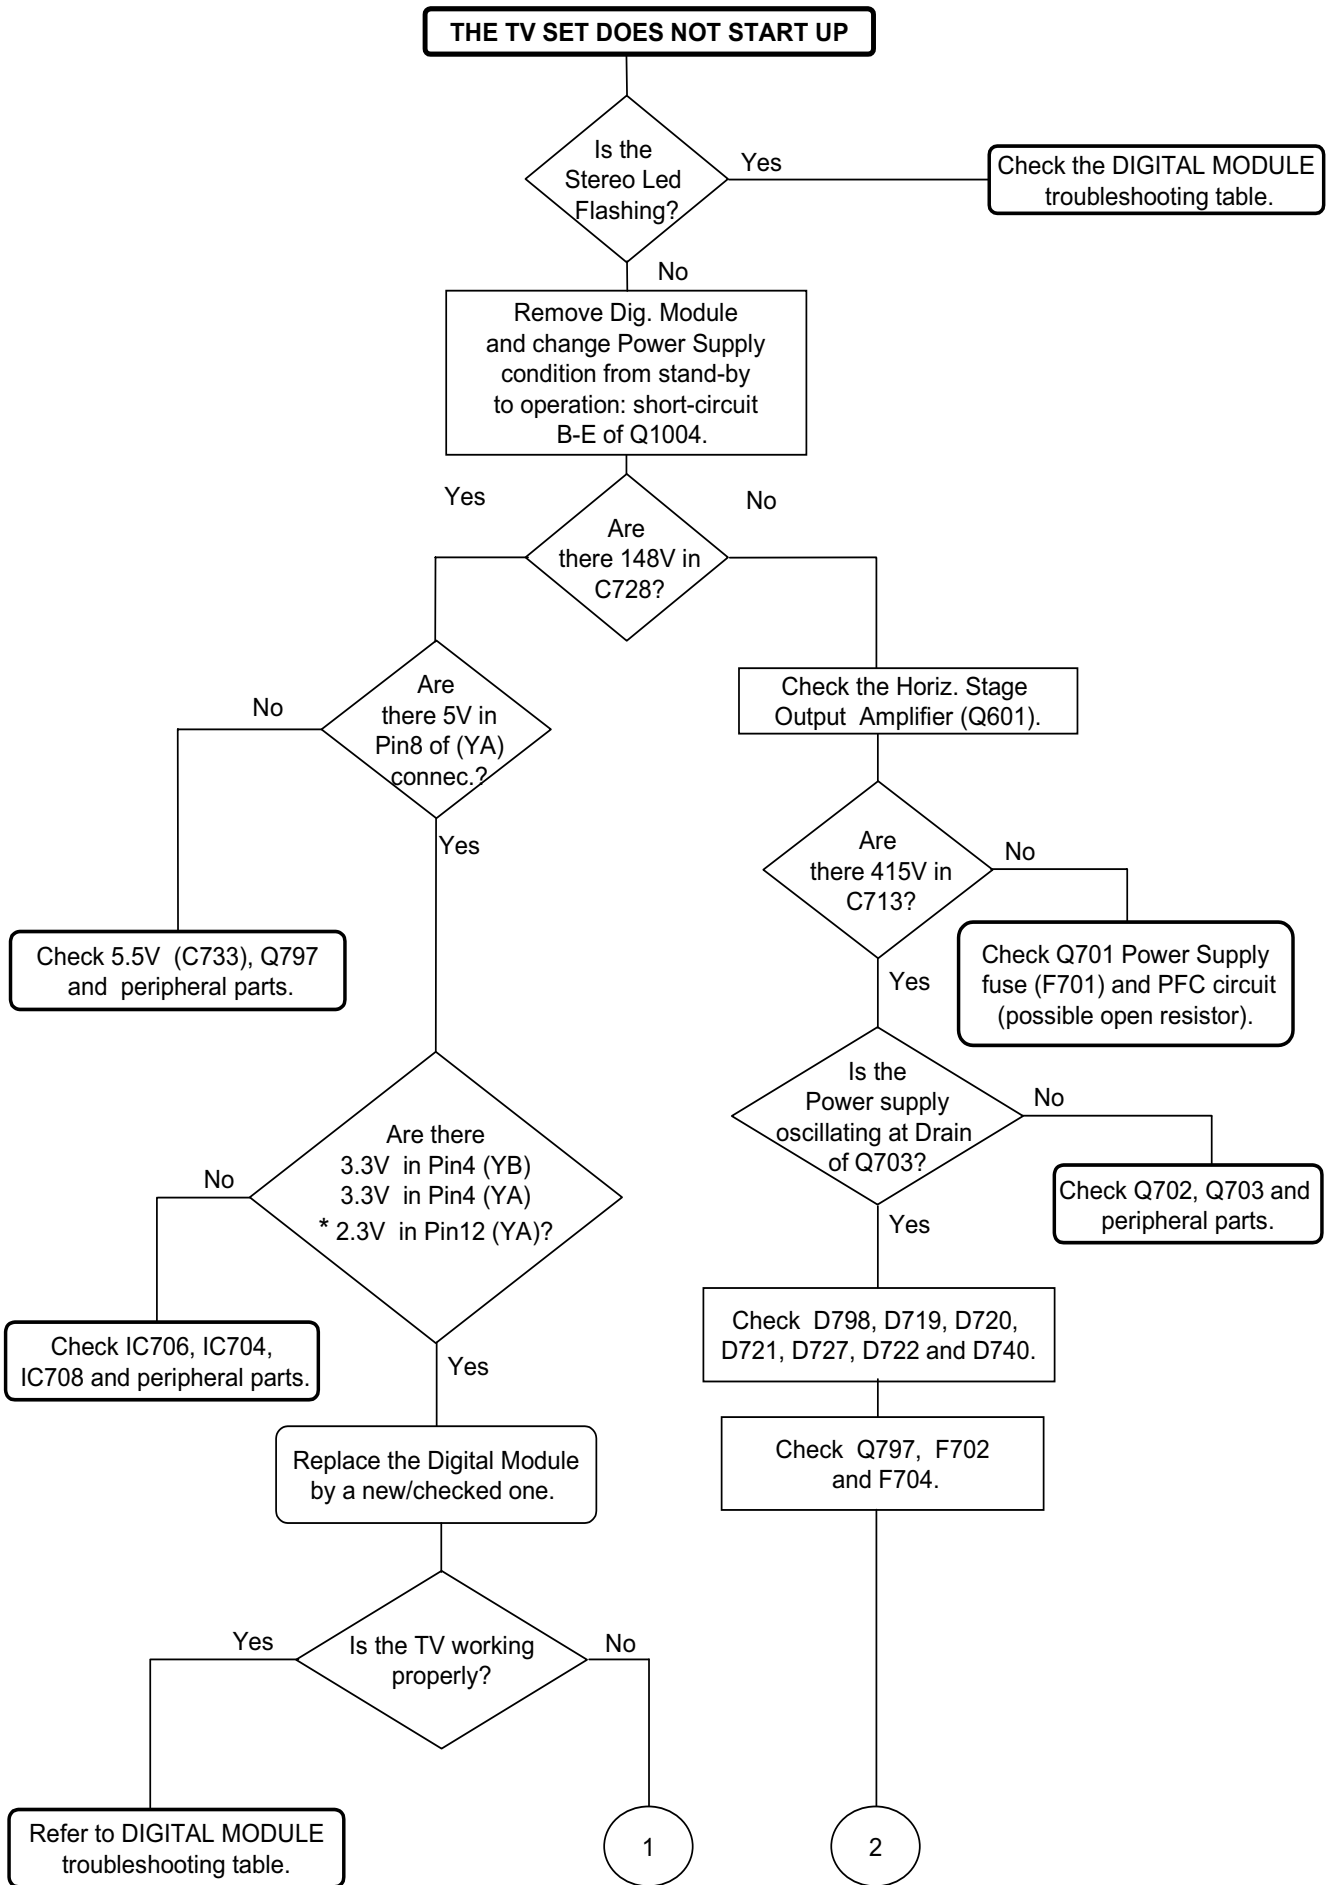 THE TV SET DOES NOT START UP
Is the
Stereo Led
Flashing?
Yes
Check the DIGITAL MODULE
troubleshooting table.
No
Remove Dig. Module
and change Power Supply
condition from stand-by
to operation: short-circuit
B-E of Q1004.
Yes
No
Are
there 148V in
C728?
Are
there 5V in
Pin8 of (YA)
connec.?
No
Yes
Check 5.5V (C733), Q797
and peripheral parts.
Check the Horiz. Stage
Output Amplifier (Q601).
Are
there 415V in
C713?
No
Yes
Check Q701 Power Supply
fuse (F701) and PFC circuit
(possible open resistor).
Is the
Power supply
oscillating at Drain
of Q703?
No
Yes
Check Q702, Q703 and
peripheral parts.
Are there
3.3V in Pin4 (YB)
3.3V in Pin4 (YA)
* 2.3V in Pin12 (YA)?
No
Yes
Check IC706, IC704,
IC708 and peripheral parts.
Check D798, D719, D720,
D721, D727, D722 and D740.
Check Q797, F702
and F704.
Replace the Digital Module
by a new/checked one.
Is the TV working
properly?
Yes
No
Refer to DIGITAL MODULE
troubleshooting table.
1
2